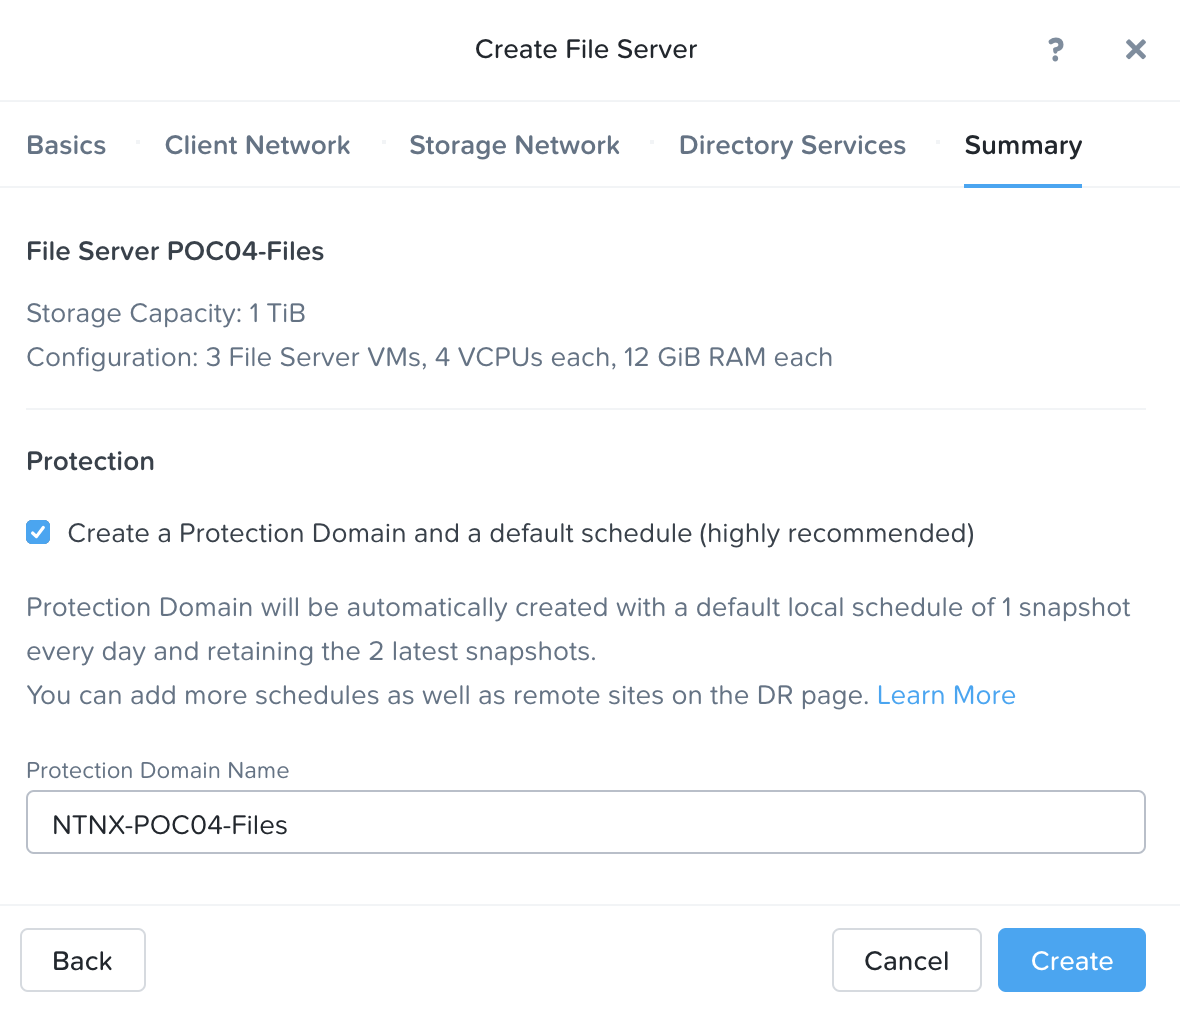 Create File Server
?
Basics · Client Network · Storage Network · Directory Services · Summary
File Server POC04-Files
Storage Capacity: 1 TiB
Configuration: 3 File Server VMs, 4 VCPUs each, 12 GiB RAM each
Protection
Create a Protection Domain and a default schedule (highly recommended)
Protection Domain will be automatically created with a default local schedule of 1 snapshot
every day and retaining the 2 latest snapshots.
You can add more schedules as well as remote sites on the DR page. Learn More
Protection Domain Name
NTNX-POC04-Files
Back
Cancel
Create